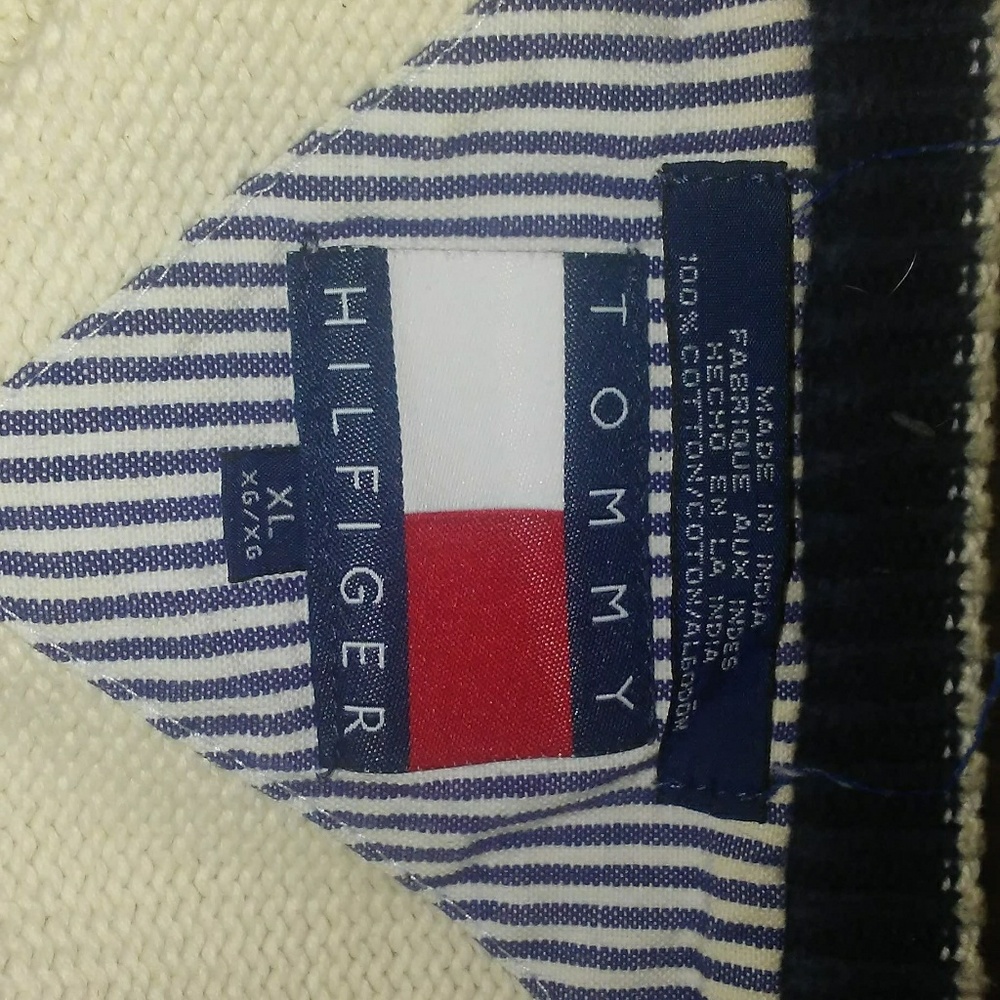 MADE IN INDIA
FABRIQUE AUX INDES
HECHO EN LA INDIA
100% COTTON/COTON/ALGODÓN
TOMMY
HILFIGER
XL
XG/XG